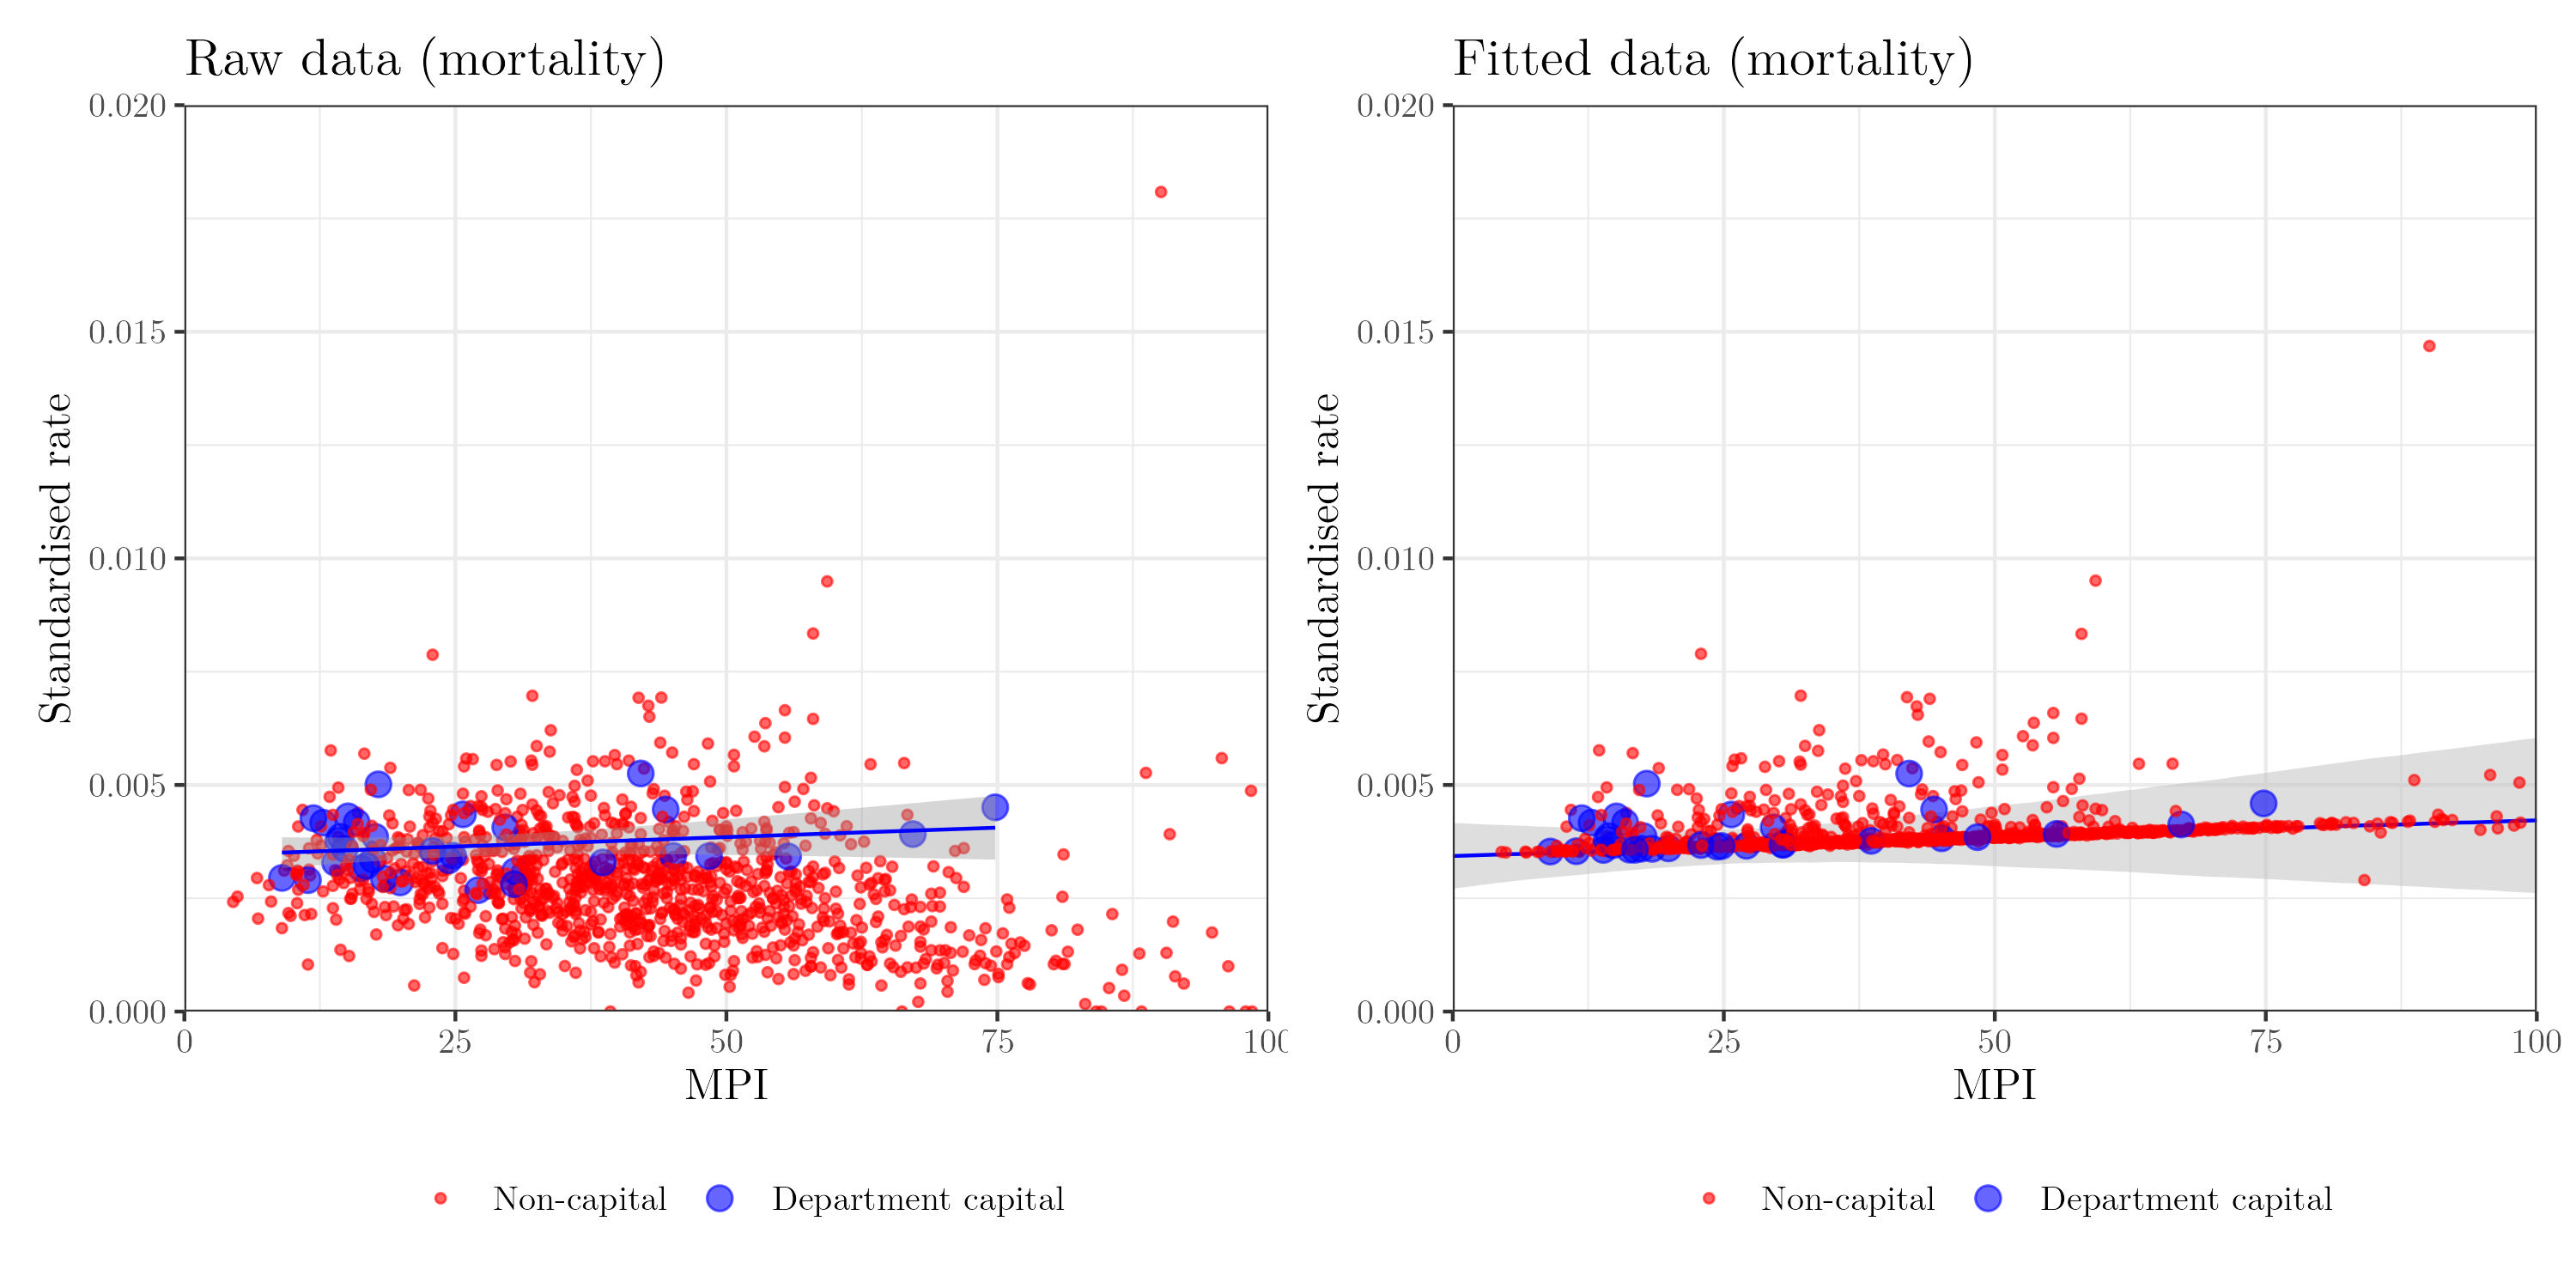 Raw data (mortality)
0.020
0.015
0.010
0.005
0.000
Standardised rate
0
25
50
75
100
MPI
Non-capital
Department capital
Fitted data (mortality)
0.020
0.015
0.010
0.005
0.000
Standardised rate
0
25
50
75
100
MPI
Non-capital
Department capital